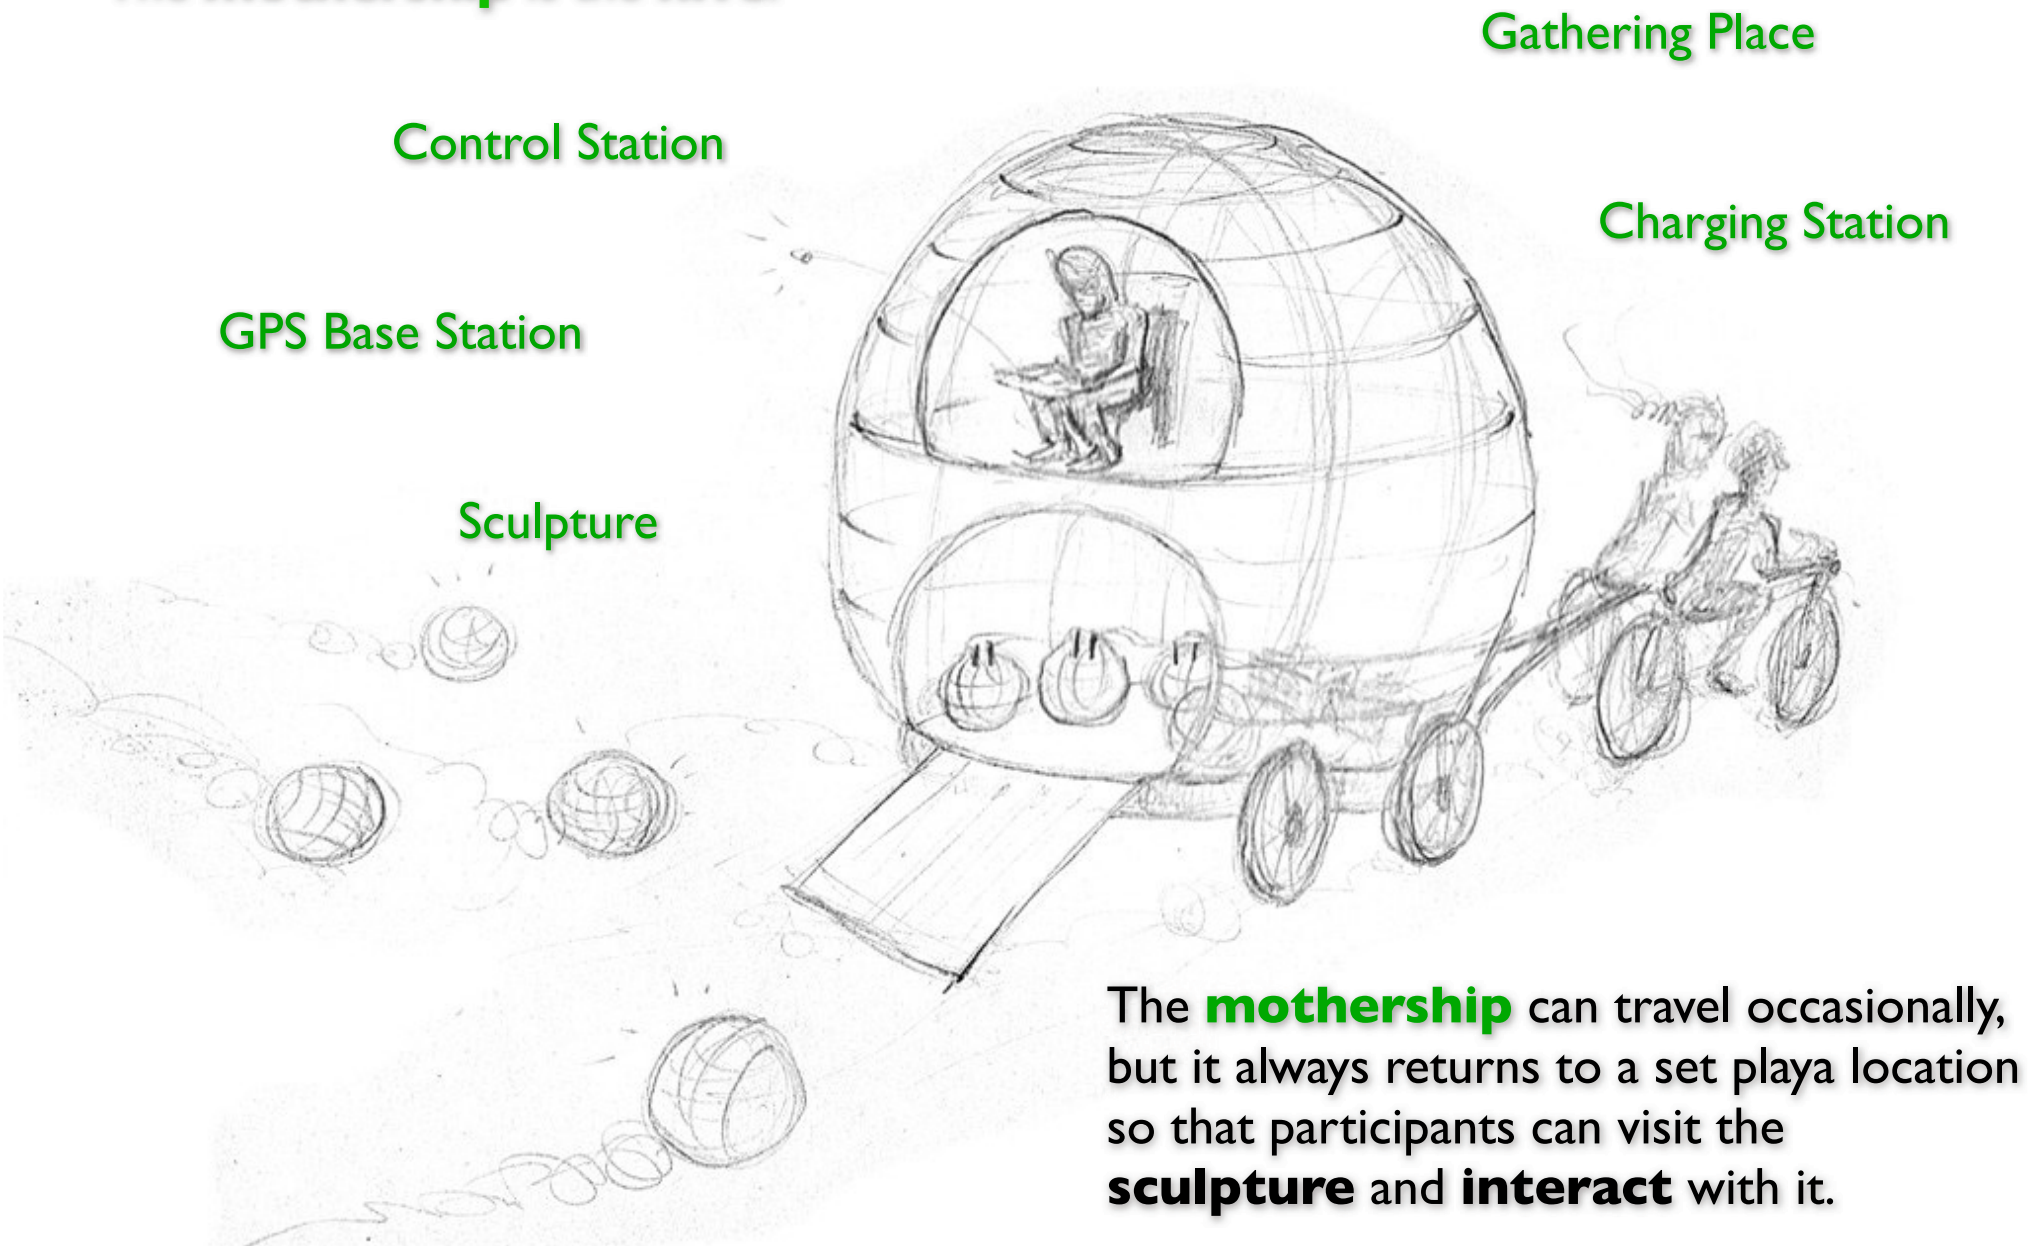 mothership
Gathering Place
Control Station
Charging Station
GPS Base Station
Sculpture
The mothership can travel occasionally,
but it always returns to a set playa location
so that participants can visit the
sculpture and interact with it.